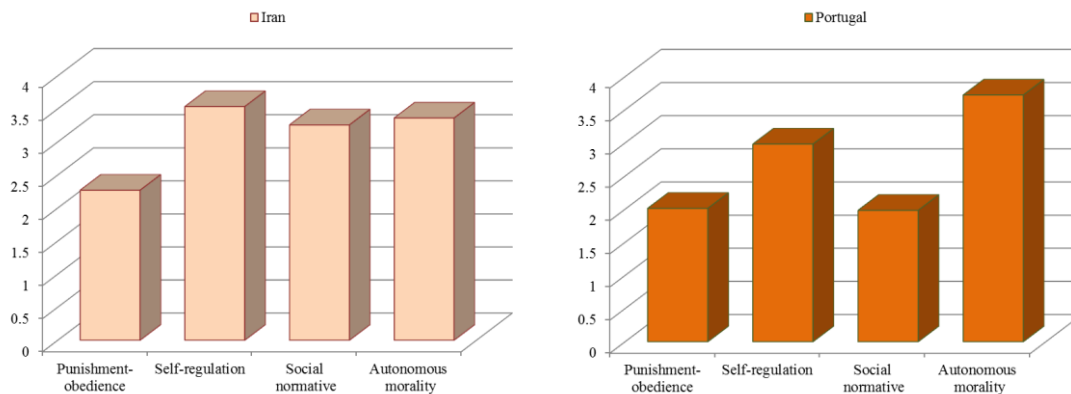 Iran
4
3.5
3
2.5
2
1.5
1
0.5
0
Punishment-
obedience
Self-regulation
Social
normative
Autonomous
morality
Portugal
4
3.5
3
2.5
2
1.5
1
0.5
0
Punishment-
obedience
Self-regulation
Social
normative
Autonomous
morality